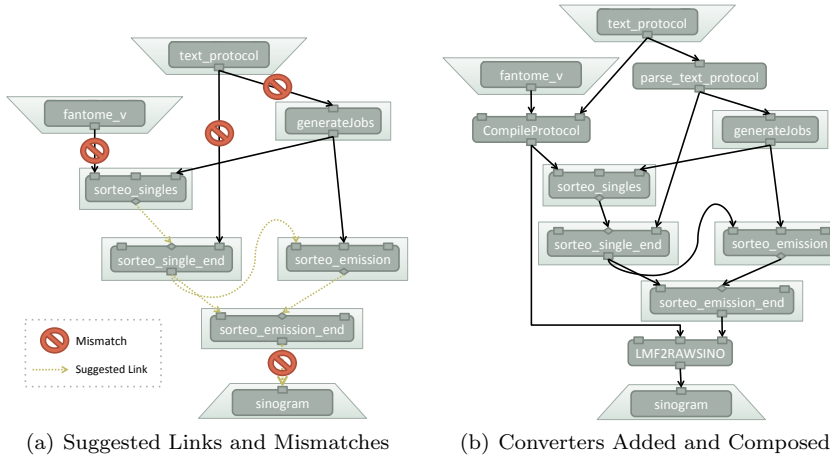 text_protocol
fantome_v
generateJobs
sorteo_singles
sorteo_single_end
sorteo_emission
sorteo_emission_end
sinogram
Mismatch
Suggested Link
(a) Suggested Links and Mismatches
text_protocol
fantome_v
parse_text_protocol
CompileProtocol
generateJobs
sorteo_singles
sorteo_single_end
sorteo_emission
sorteo_emission_end
LMF2RAWSINO
sinogram
(b) Converters Added and Composed